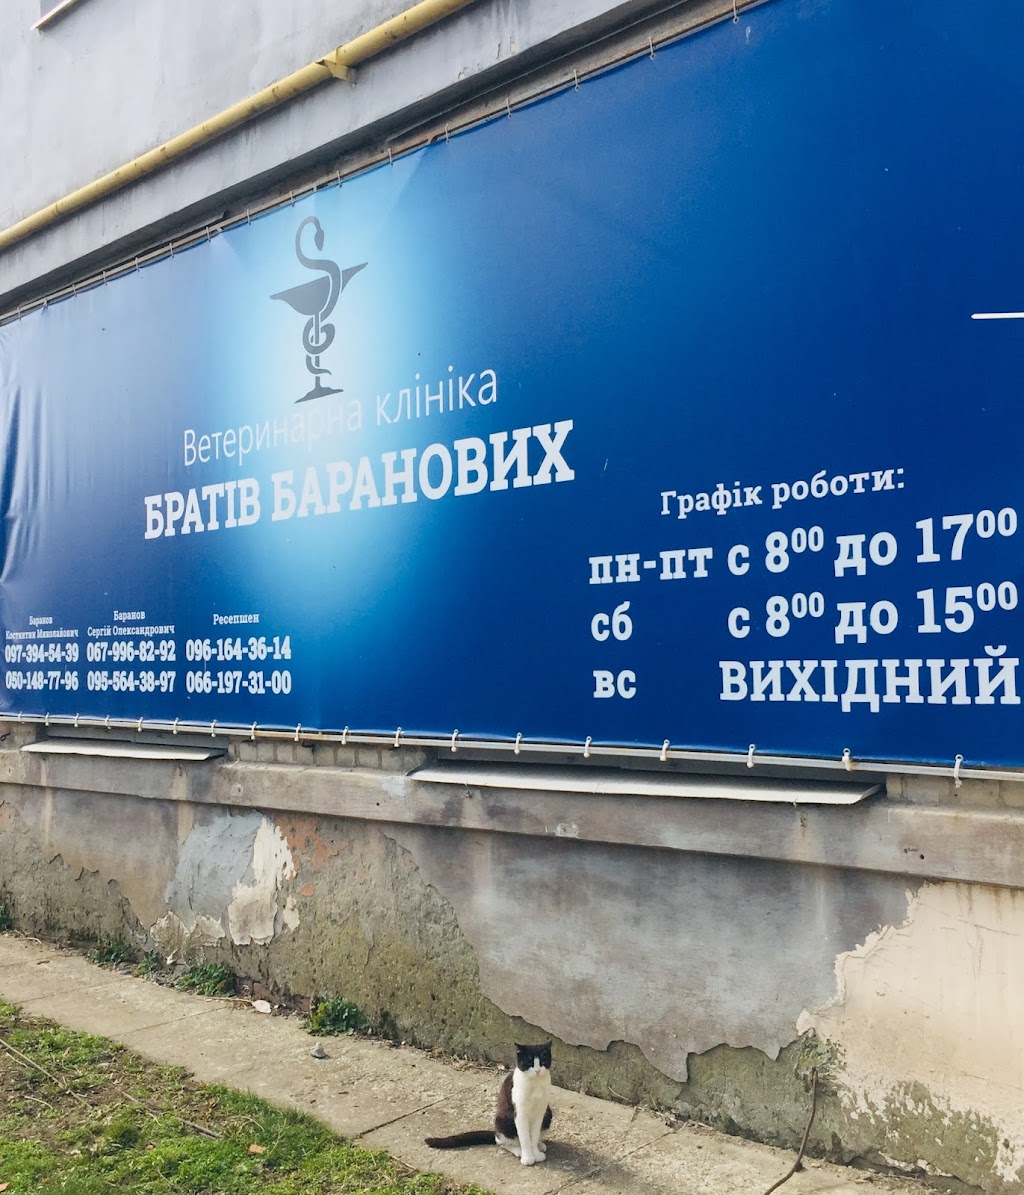 Ветеринарна клініка
БРАТІВ БАРАНОВИХ
Графік роботи:
пн-пт с 8⁰⁰ до 17⁰⁰
сб с 8⁰⁰ до 15⁰⁰
вс ВИХІДНИЙ
Баранов
Костянтин Миколайович
097-394-54-39
050-148-77-96
Баранов
Сергій Олександрович
067-996-82-92
095-564-38-97
Ресепшен
096-164-36-14
066-197-31-00